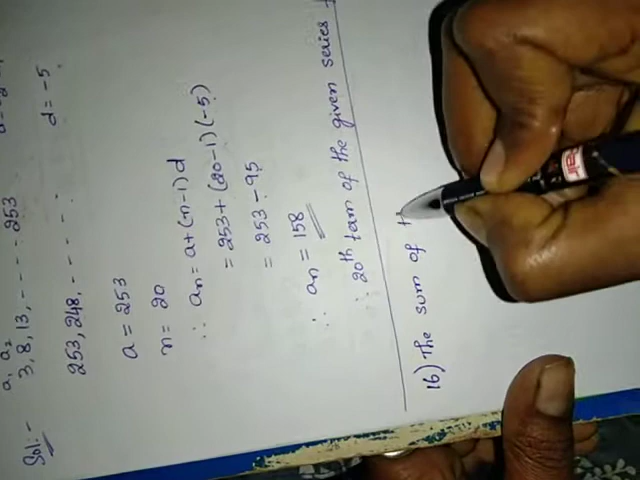 Sol:-
a₁ a₂
3, 8, 13, - - - - 253
253, 248, - - - - - . d = -5
a = 253
n = 20
∴ an = a + (n-1)d
= 253 + (20-1)(-5)
= 253 - 95
∴ an = 158
∴ 20th term of the given series
16) The sum of